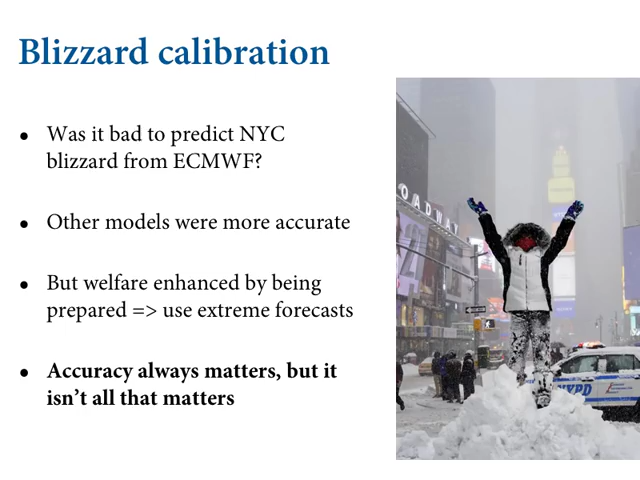 Blizzard calibration
• Was it bad to predict NYC
blizzard from ECMWF?
• Other models were more accurate
• But welfare enhanced by being
prepared => use extreme forecasts
• Accuracy always matters, but it
isn't all that matters
OADWAY
NYPD